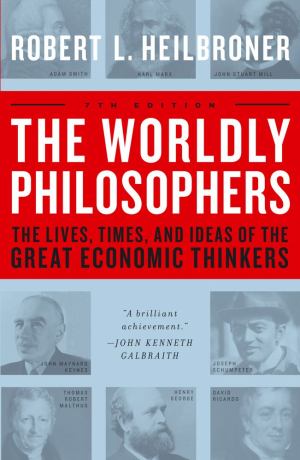 ROBERT L. HEILBRONER
ADAM SMITH
KARL MARX
JOHN STUART MILL
7TH EDITION
THE WORLDLY
PHILOSOPHERS
THE LIVES, TIMES, AND IDEAS OF THE
GREAT ECONOMIC THINKERS
"A brilliant
achievement."
—JOHN KENNETH
GALBRAITH
JOHN MAYNARD
KEYNES
JOSEPH
SCHUMPETER
THOMAS
ROBERT
MALTHUS
HENRY
GEORGE
DAVID
RICARDO